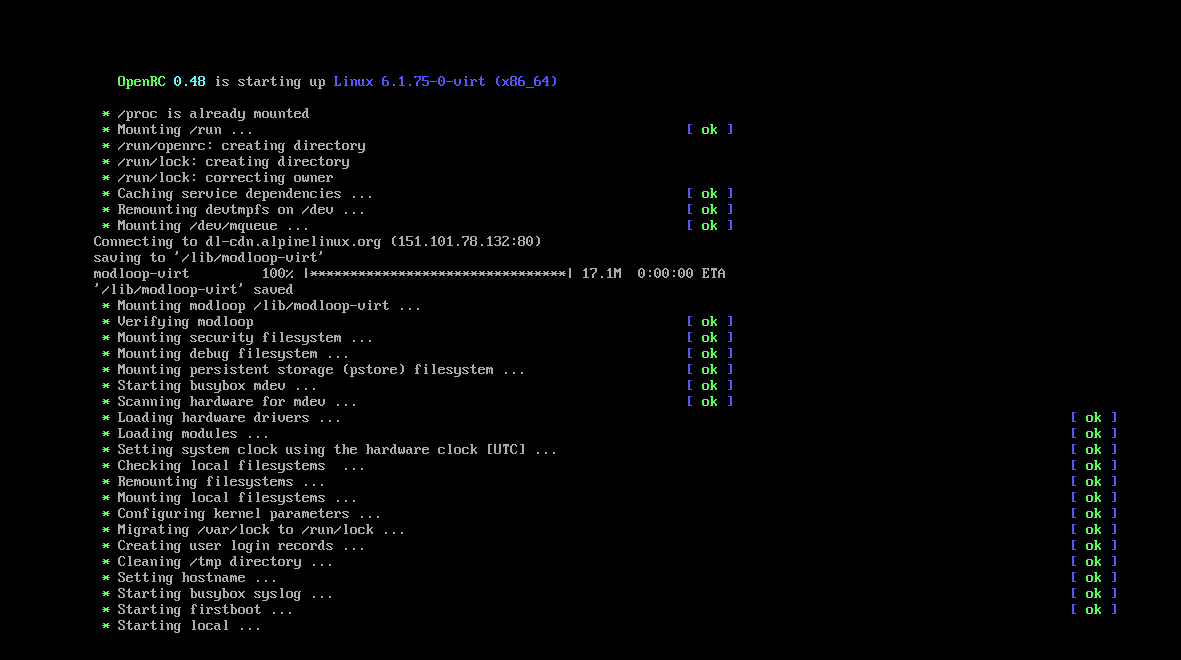 OpenRC 0.48 is starting up Linux 6.1.75-0-virt (x86_64)
* /proc is already mounted
* Mounting /run ... [ ok ]
* /run/openrc: creating directory
* /run/lock: creating directory
* /run/lock: correcting owner
* Caching service dependencies ... [ ok ]
* Remounting devtmpfs on /dev ... [ ok ]
* Mounting /dev/mqueue ... [ ok ]
Connecting to dl-cdn.alpinelinux.org (151.101.78.132:80)
saving to '/lib/modloop-virt'
modloop-virt         100% |********************************| 17.1M  0:00:00 ETA
'/lib/modloop-virt' saved
* Mounting modloop /lib/modloop-virt ...
* Verifying modloop [ ok ]
* Mounting security filesystem ... [ ok ]
* Mounting debug filesystem ... [ ok ]
* Mounting persistent storage (pstore) filesystem ... [ ok ]
* Starting busybox mdev ... [ ok ]
* Scanning hardware for mdev ... [ ok ]
* Loading hardware drivers ... [ ok ]
* Loading modules ... [ ok ]
* Setting system clock using the hardware clock [UTC] ... [ ok ]
* Checking local filesystems  ... [ ok ]
* Remounting filesystems ... [ ok ]
* Mounting local filesystems ... [ ok ]
* Configuring kernel parameters ... [ ok ]
* Migrating /var/lock to /run/lock ... [ ok ]
* Creating user login records ... [ ok ]
* Cleaning /tmp directory ... [ ok ]
* Setting hostname ... [ ok ]
* Starting busybox syslog ... [ ok ]
* Starting firstboot ... [ ok ]
* Starting local ...